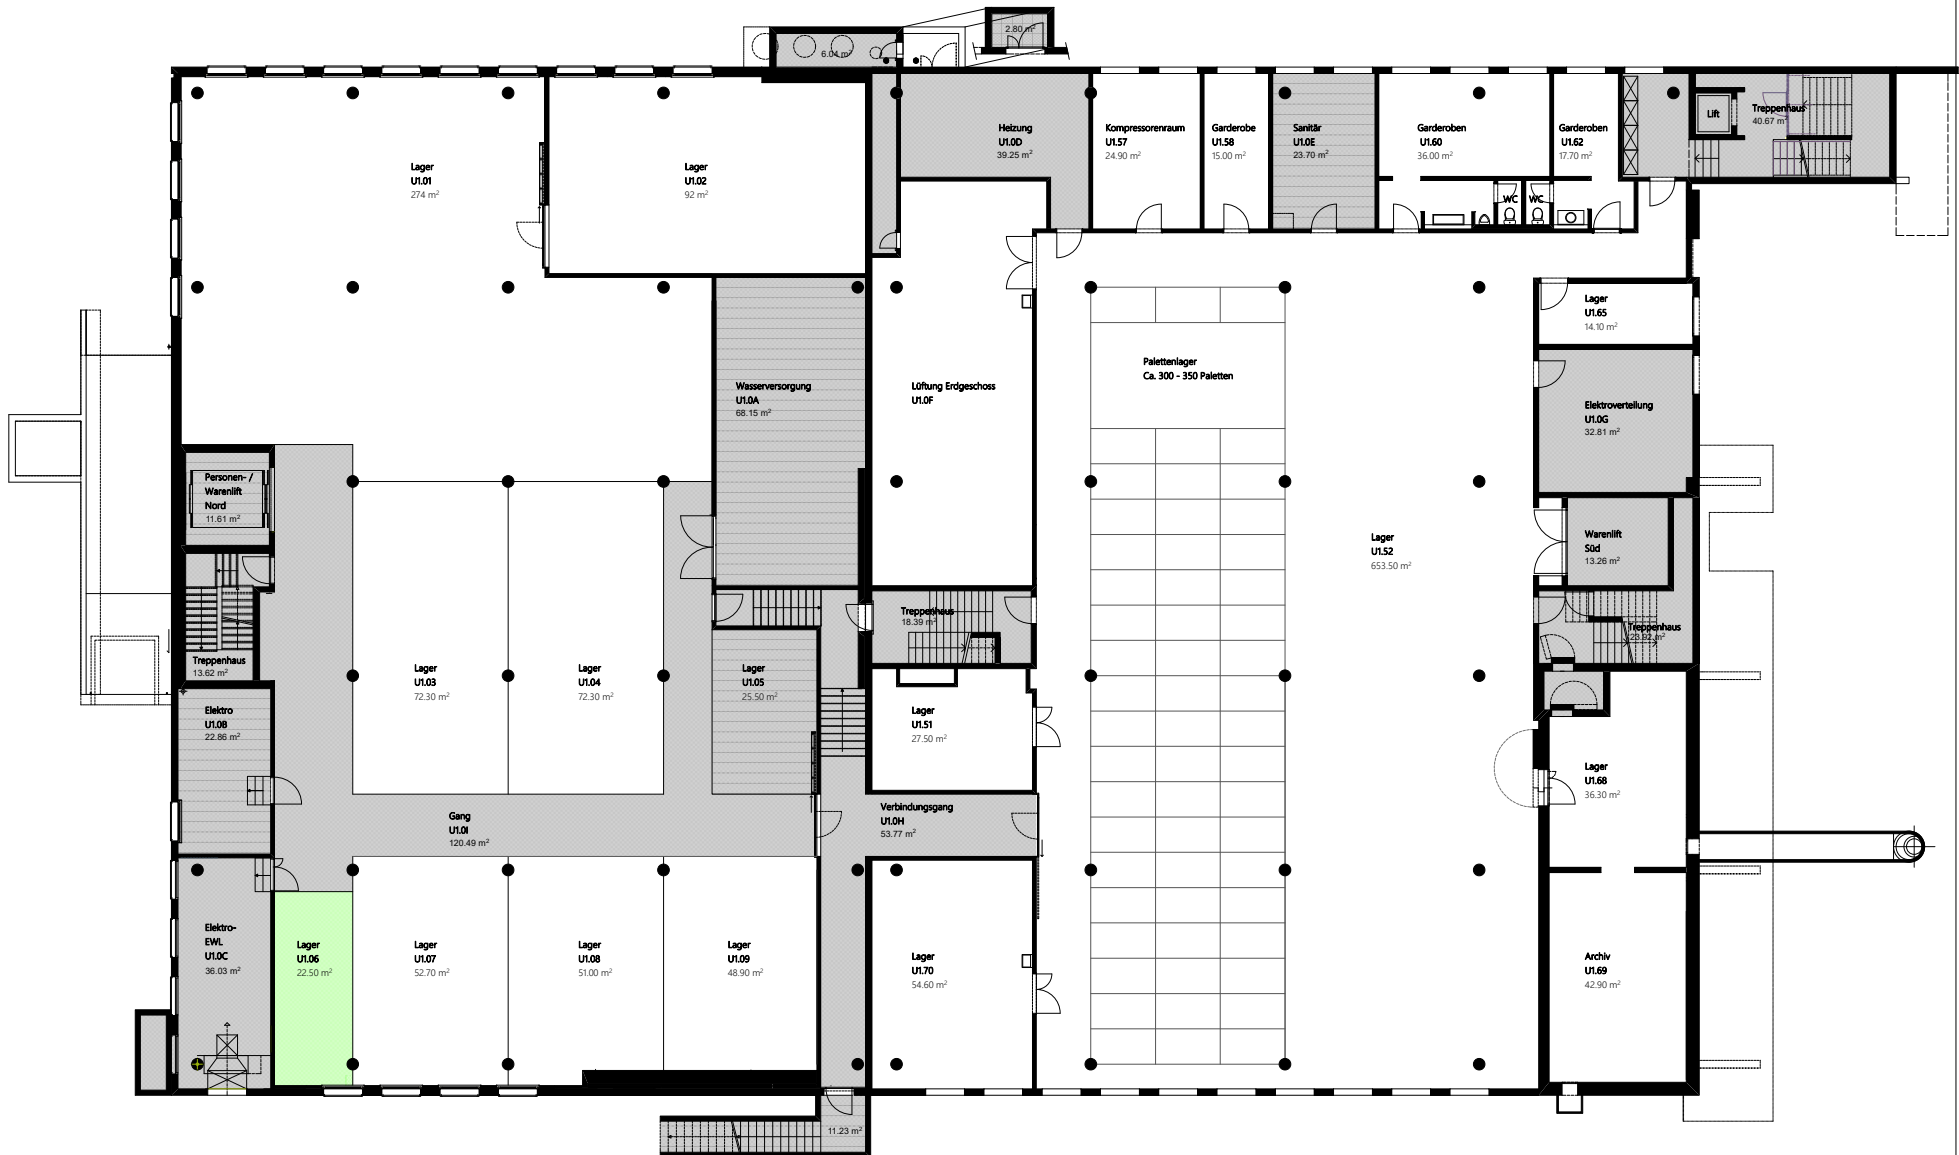 2.80 m²
6.04 m²
Lager
U1.01
274 m²
Lager
U1.02
92 m²
Heizung
U1.0D
39.25 m²
Kompressorenraum
U1.57
24.90 m²
Garderobe
U1.58
15.00 m²
Sanitär
U1.0E
23.70 m²
Garderoben
U1.60
36.00 m²
Garderoben
U1.62
17.70 m²
Lift
Treppenhaus
40.67 m²
WC
WC
Lager
U1.65
14.10 m²
Palettenlager
Ca. 300 - 350 Paletten
Wasserversorgung
U1.0A
68.15 m²
Lüftung Erdgeschoss
U1.0F
Elektroverteilung
U1.0G
32.81 m²
Personen- /
Warenlift
Nord
11.61 m²
Lager
U1.52
653.50 m²
Warenlift
Süd
13.26 m²
Treppenhaus
18.39 m²
Treppenhaus
23.92 m²
Treppenhaus
13.62 m²
Lager
U1.03
72.30 m²
Lager
U1.04
72.30 m²
Lager
U1.05
25.50 m²
Elektro
U1.0B
22.86 m²
Lager
U1.51
27.50 m²
Lager
U1.68
36.30 m²
Gang
U1.0I
120.49 m²
Verbindungsgang
U1.0H
53.77 m²
Elektro-
EWL
U1.0C
36.03 m²
Lager
U1.06
22.50 m²
Lager
U1.07
52.70 m²
Lager
U1.08
51.00 m²
Lager
U1.09
48.90 m²
Lager
U1.70
54.60 m²
Archiv
U1.69
42.90 m²
11.23 m²